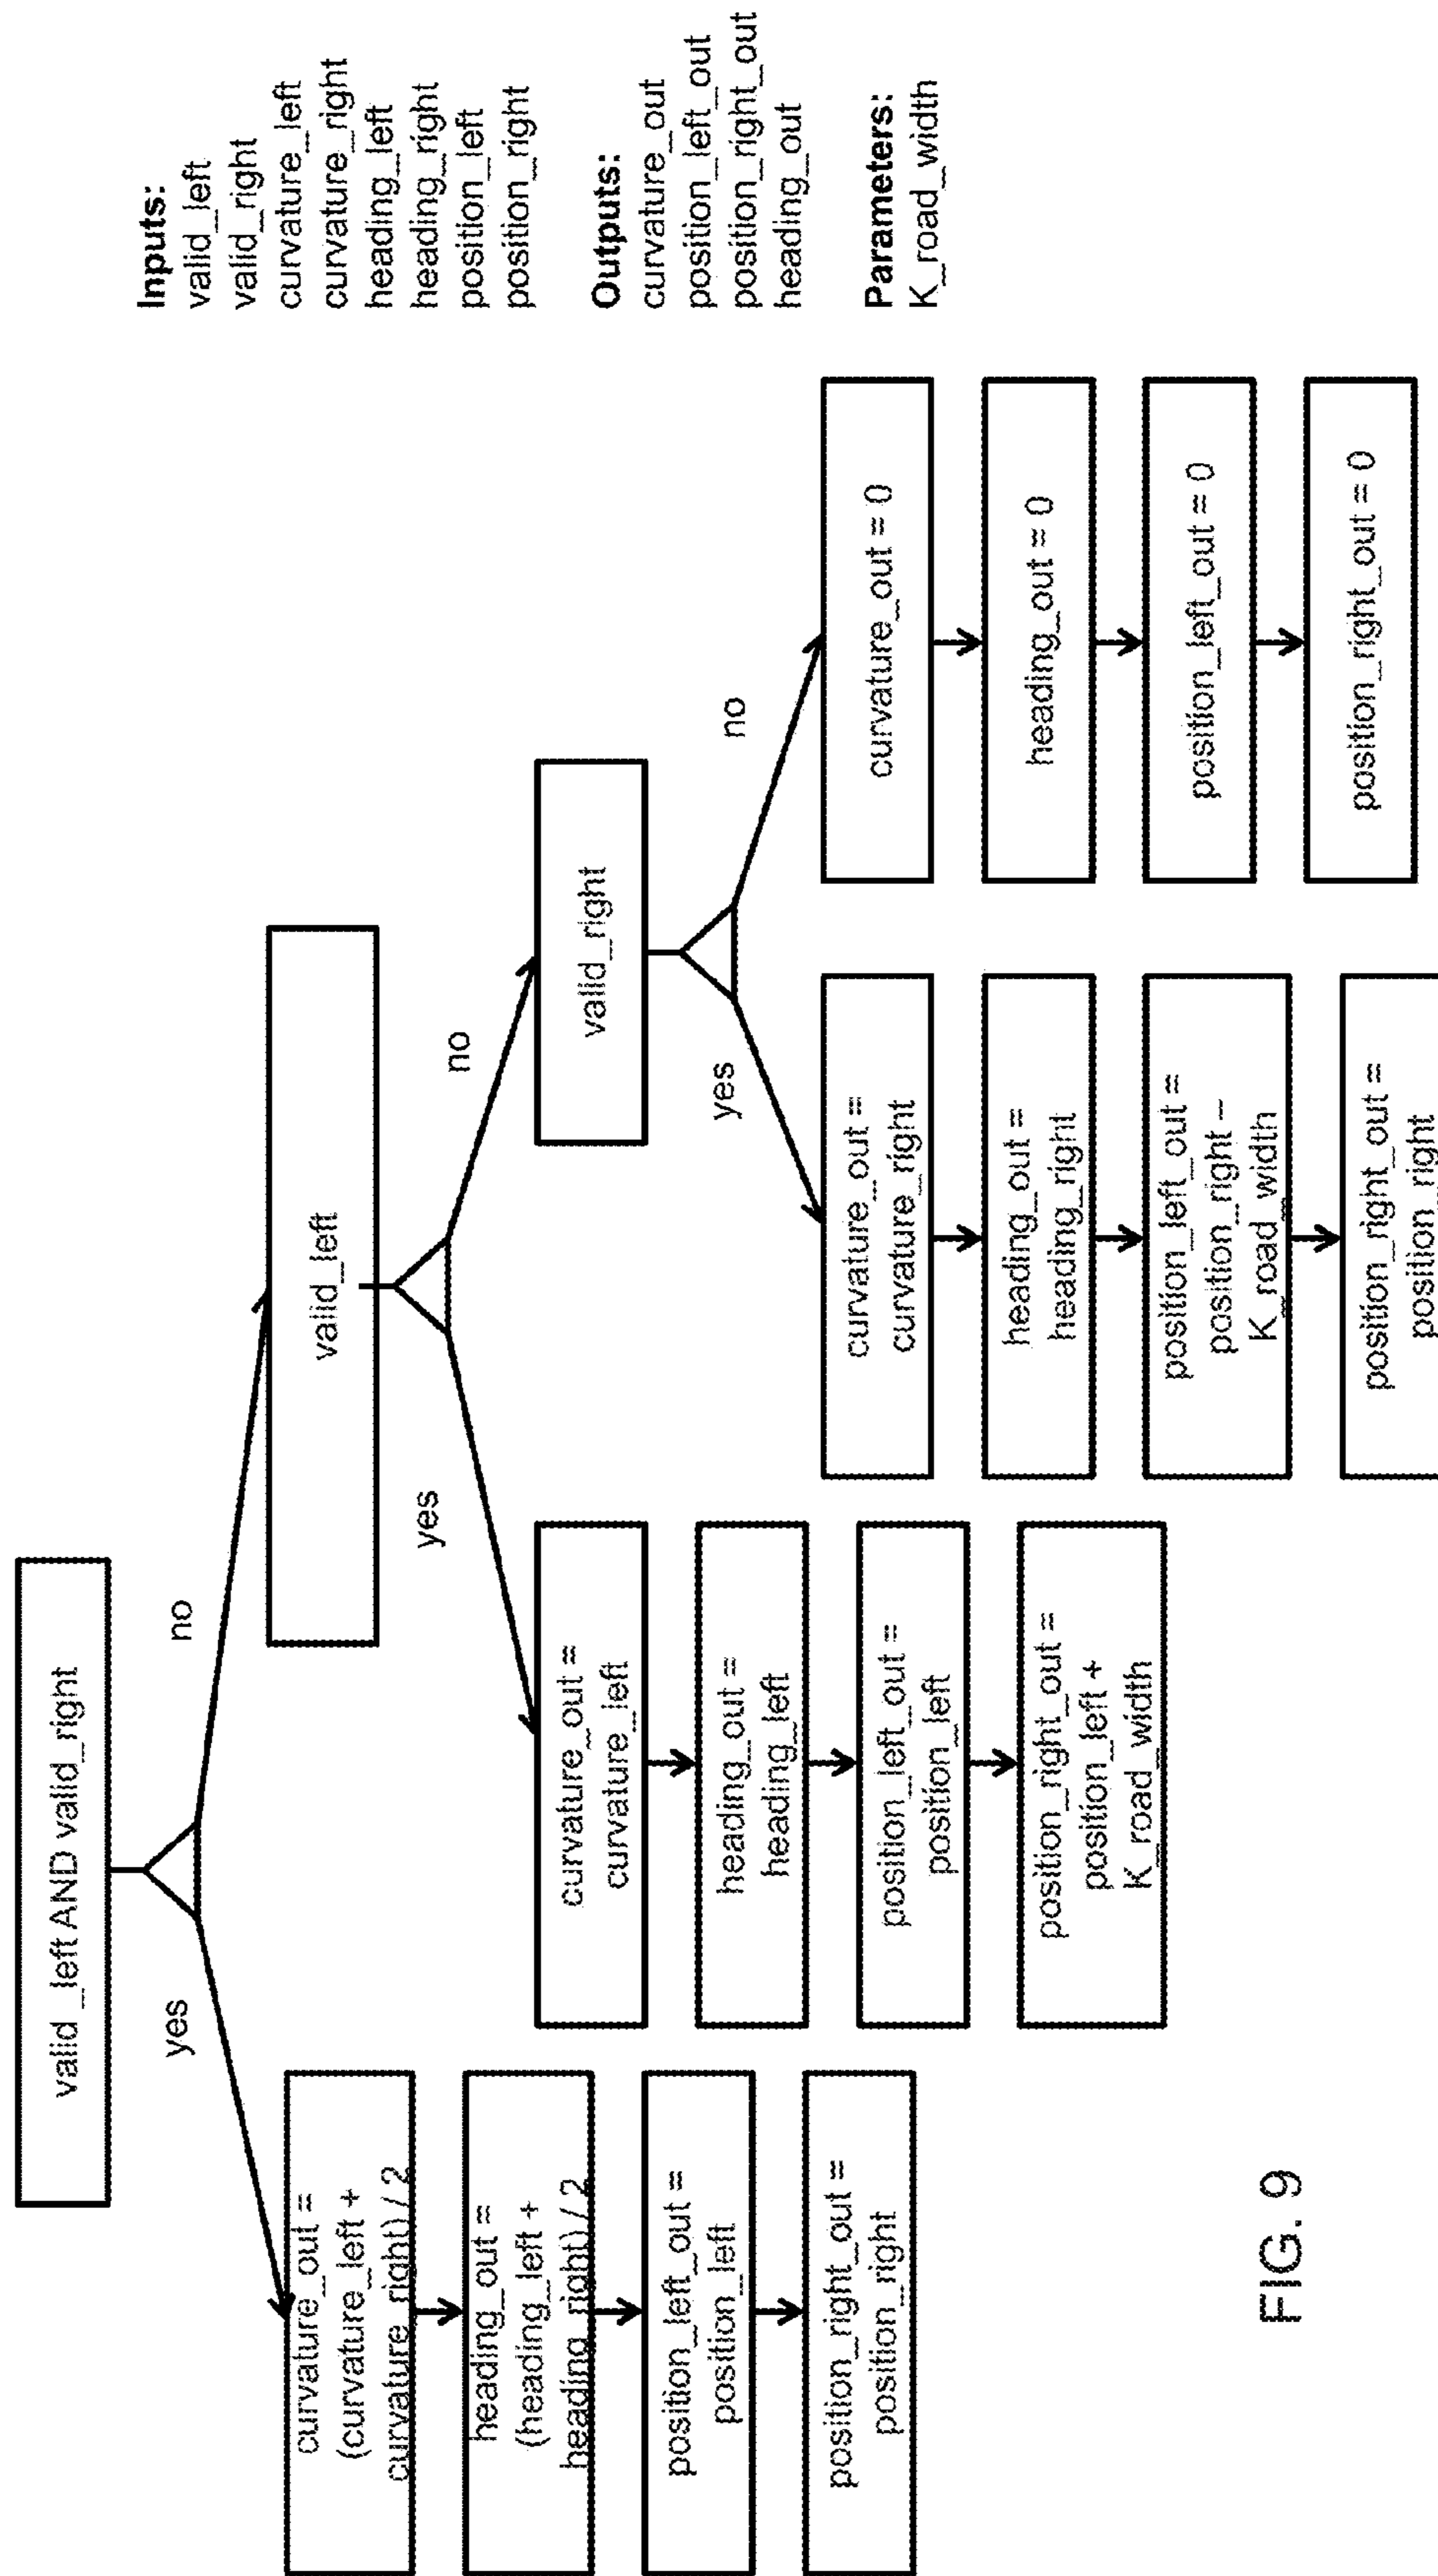 valid _left AND valid_right
yes
no
curvature_out =
(curvature_left +
curvature_right) / 2
heading_out =
(heading_left +
heading_right) / 2
position_left_out =
position_left
position_right_out =
position_right
valid_left
yes
no
curvature_out =
curvature_left
heading_out =
heading_left
position_left_out =
position_left
position_right_out =
position_left +
K_road_width
valid_right
yes
no
curvature_out =
curvature_right
heading_out =
heading_right
position_left_out =
position_right –
K_road_width
position_right_out =
position_right
curvature_out = 0
heading_out = 0
position_left_out = 0
position_right_out = 0
Inputs:
valid_left
valid_right
curvature_left
curvature_right
heading_left
heading_right
position_left
position_right
Outputs:
curvature_out
position_left_out
position_right_out
heading_out
Parameters:
K_road_width
FIG. 9